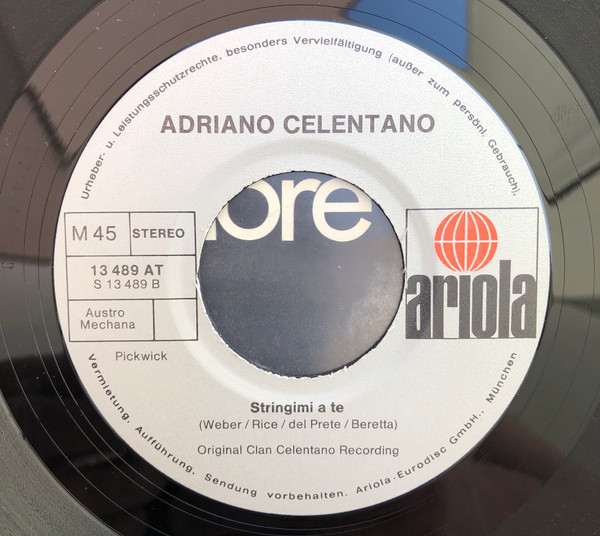 Urheber- u. Leistungsschutzrechte, besonders Vervielfältigung (außer zum persönl. Gebrauch),
ADRIANO CELENTANO
ore
M 45
STEREO
13 489 AT
S 13 489 B
Austro
Mechana
ariola
Pickwick
Stringimi a te
(Weber / Rice / del Prete / Beretta)
Original Clan Celentano Recording
Vermietung, Aufführung, Sendung vorbehalten. Ariola-Eurodisc GmbH., München